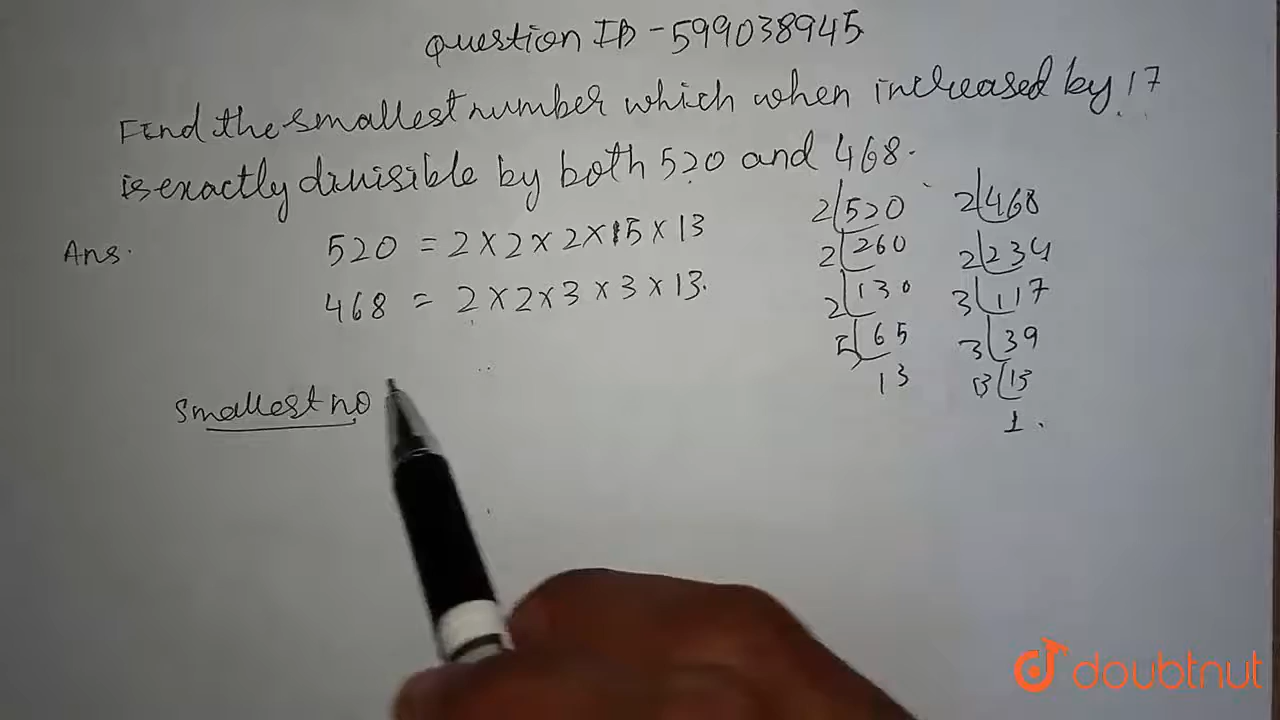 Question ID - 599038945
Find the smallest number which when increased by 17
is exactly divisible by both 520 and 468.
Ans.
520 = 2 × 2 × 2 × 5 × 13
468 = 2 × 2 × 3 × 3 × 13.
2 520
2 260
2 130
5 65
13
2 468
2 234
3 117
3 39
13 13
1.
Smallest no
doubtnut